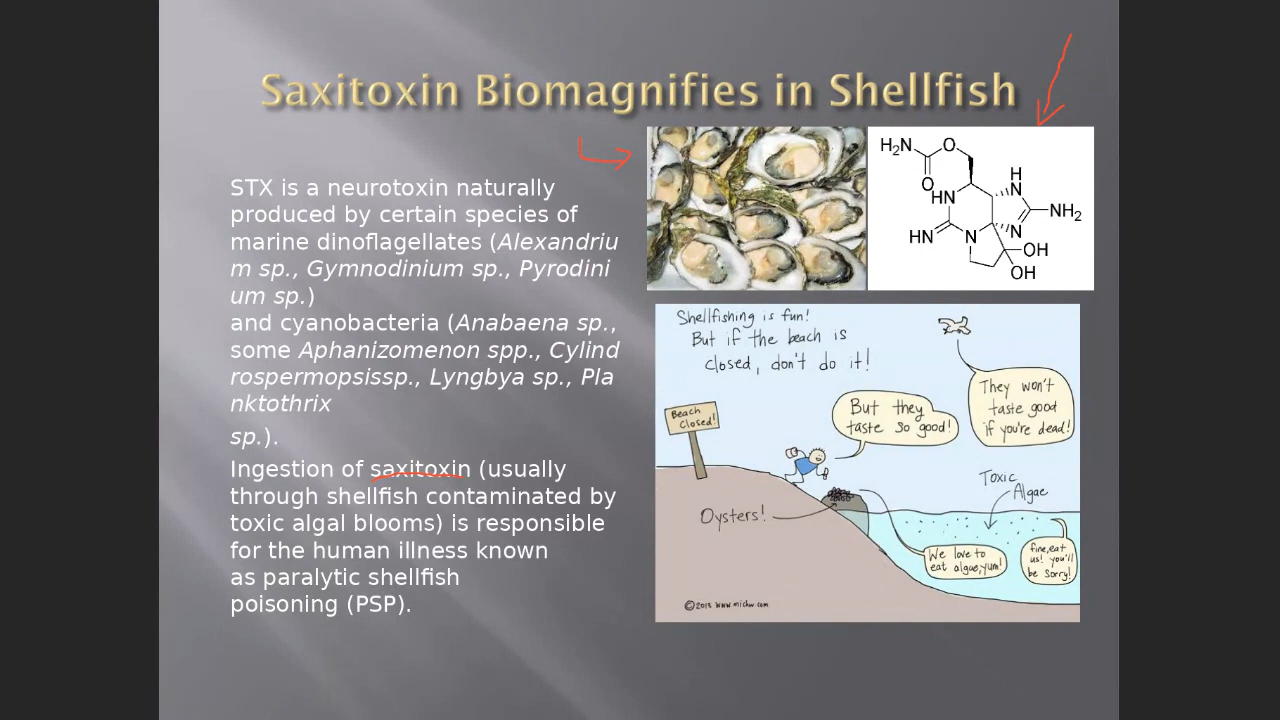 Saxitoxin Biomagnifies in Shellfish
STX is a neurotoxin naturally
produced by certain species of
marine dinoflagellates (Alexandriu
m sp., Gymnodinium sp., Pyrodini
um sp.)
and cyanobacteria (Anabaena sp.,
some Aphanizomenon spp., Cylind
rospermopsissp., Lyngbya sp., Pla
nktothrix
sp.).
Ingestion of saxitoxin (usually
through shellfish contaminated by
toxic algal blooms) is responsible
for the human illness known
as paralytic shellfish
poisoning (PSP).
H₂N
O
O
H
N
HN
NH₂
N
HN
N
OH
OH
Shellfishing is fun!
But if the beach is
closed, don't do it!
Beach
Closed!
But they
taste so good!
They won't
taste good
if you're dead!
Oysters!
Toxic
Algae
We love to
eat algae, yum!
fine, eat
us! you'll
be sorry!
©2013 www.michw.com